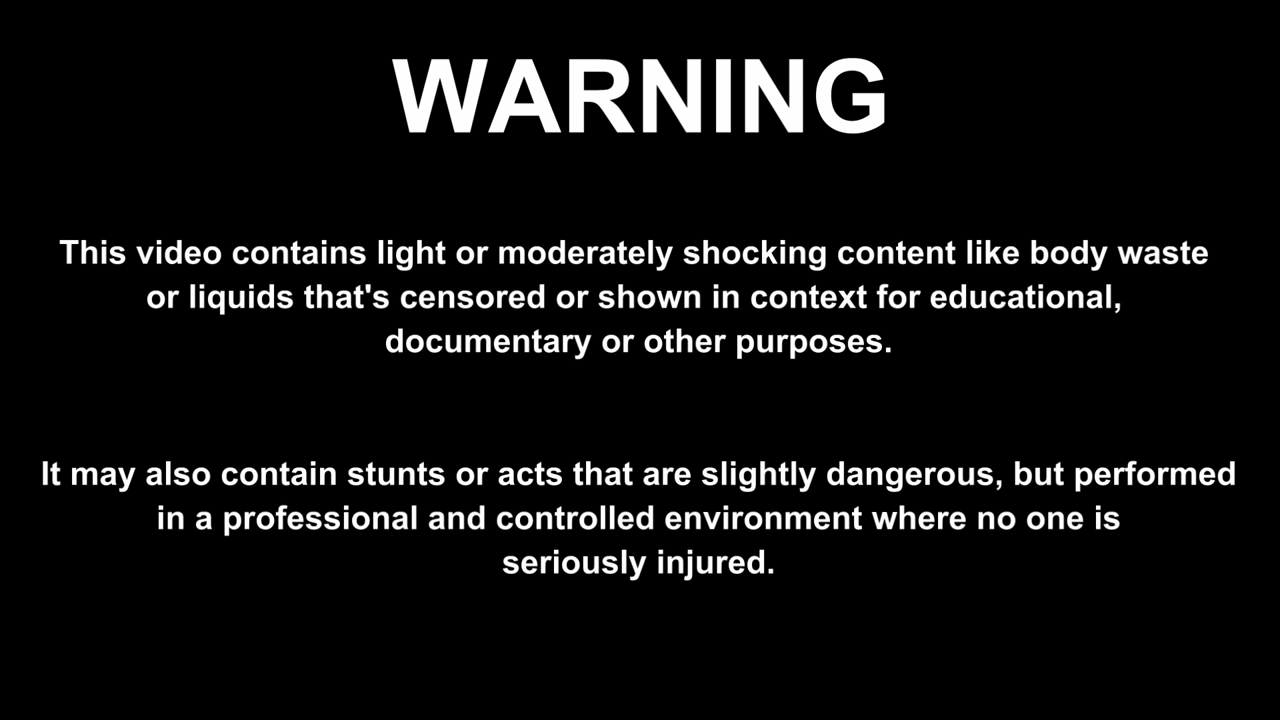 WARNING
This video contains light or moderately shocking content like body waste
or liquids that's censored or shown in context for educational,
documentary or other purposes.
It may also contain stunts or acts that are slightly dangerous, but performed
in a professional and controlled environment where no one is
seriously injured.